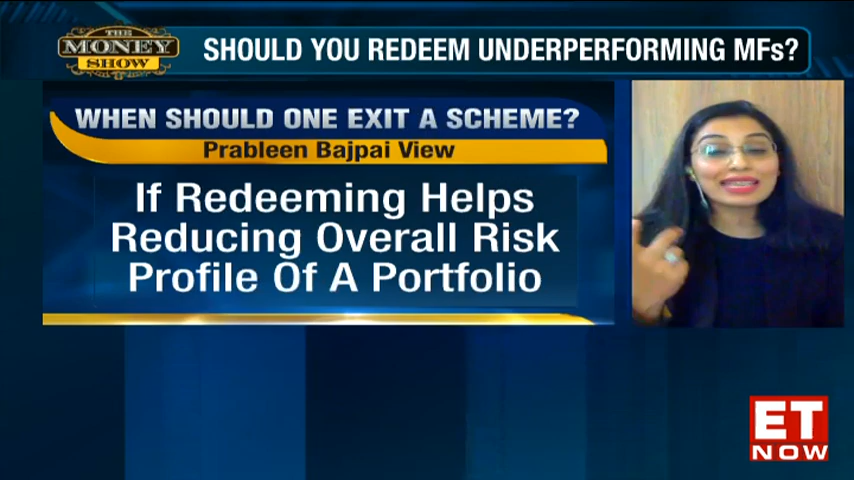 THE
MONEY
SHOW
SHOULD YOU REDEEM UNDERPERFORMING MFs?
WHEN SHOULD ONE EXIT A SCHEME?
Prableen Bajpai View
If Redeeming Helps
Reducing Overall Risk
Profile Of A Portfolio
ET
NOW